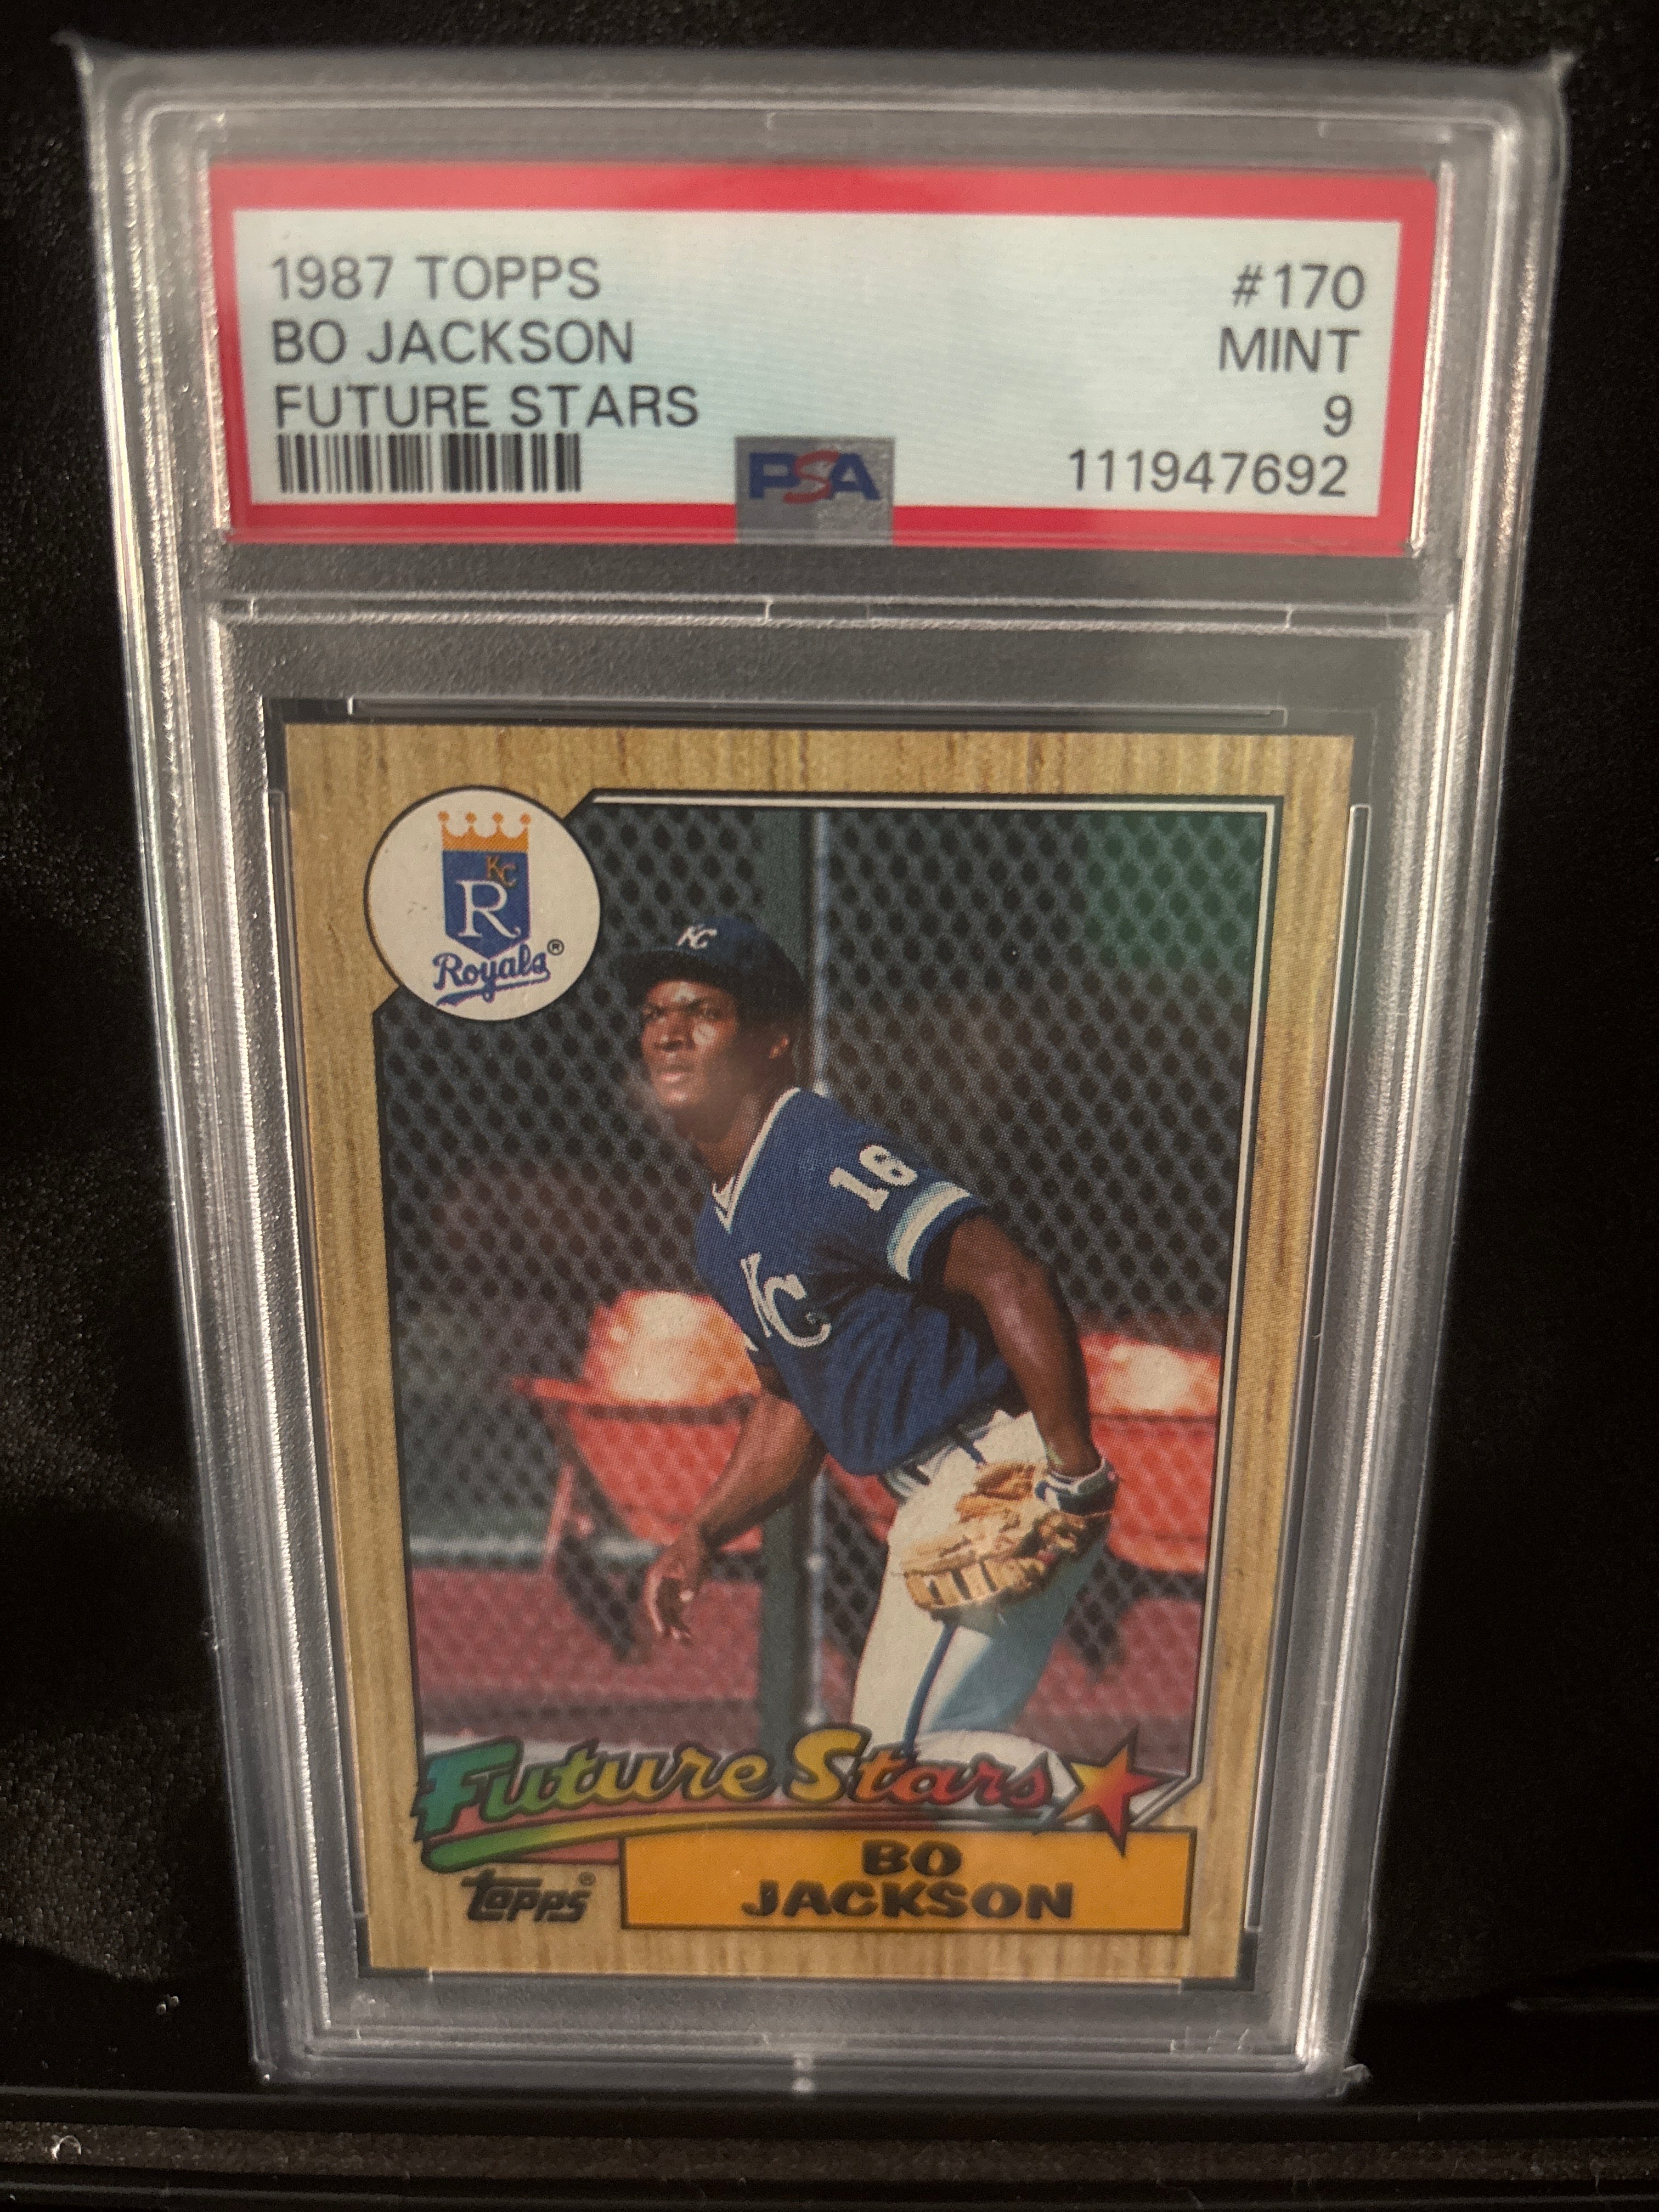 1987 TOPPS #170
BO JACKSON MINT
FUTURE STARS 9
PSA 111947692
KC
R
Royals®
KC
16
KC
Future Stars
topps®
BO
JACKSON